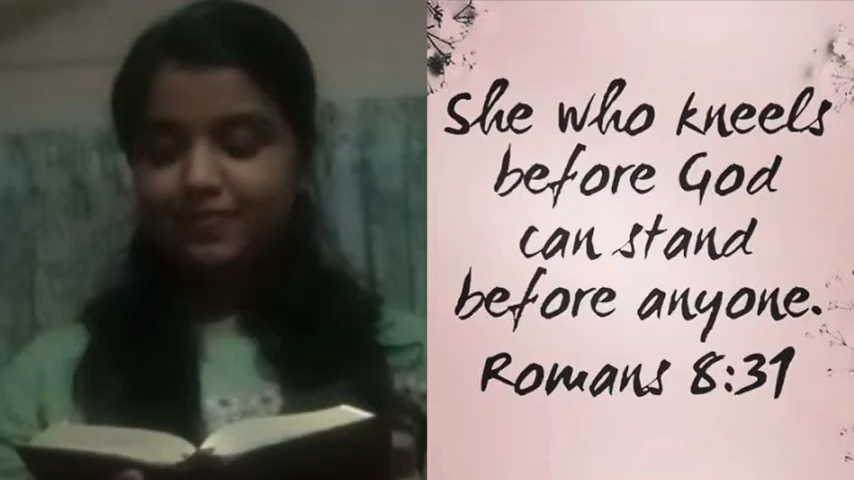 She who kneels
before God
can stand
before anyone.
Romans 8:31